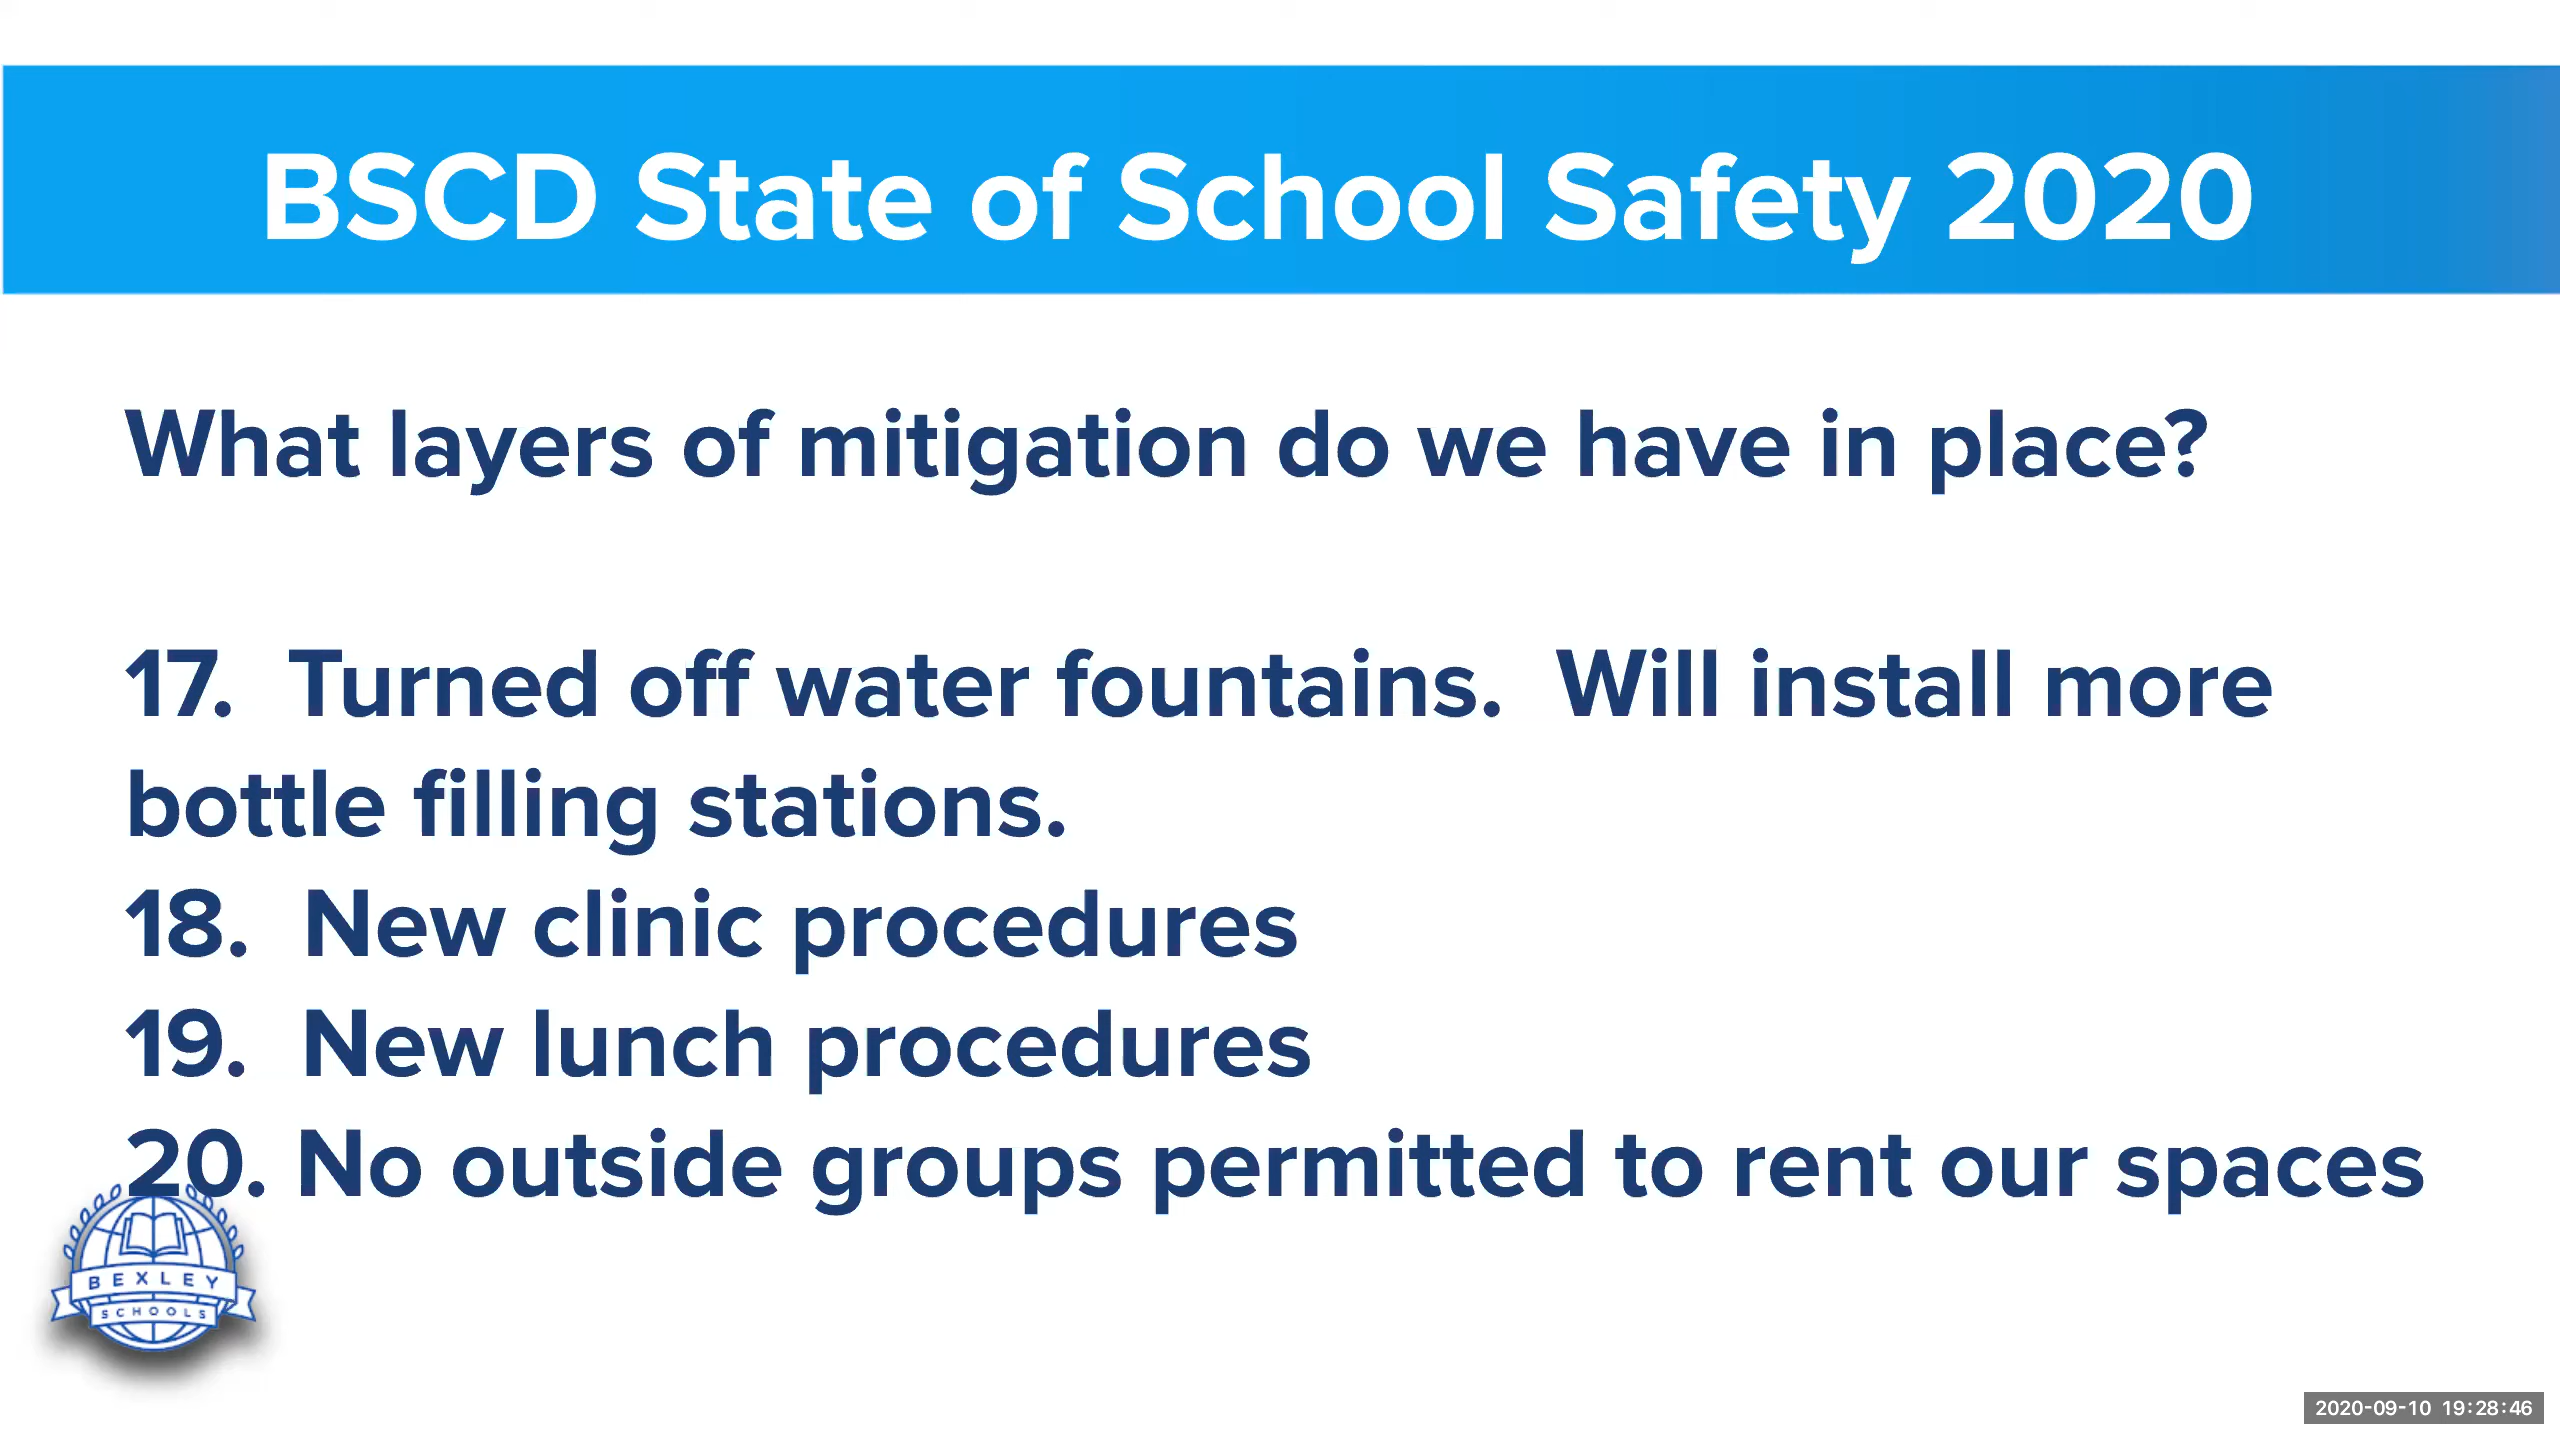 BSCD State of School Safety 2020
What layers of mitigation do we have in place?
17. Turned off water fountains. Will install more
bottle filling stations.
18. New clinic procedures
19. New lunch procedures
20. No outside groups permitted to rent our spaces
BEXLEY
SCHOOLS
2020-09-10 19:28:46